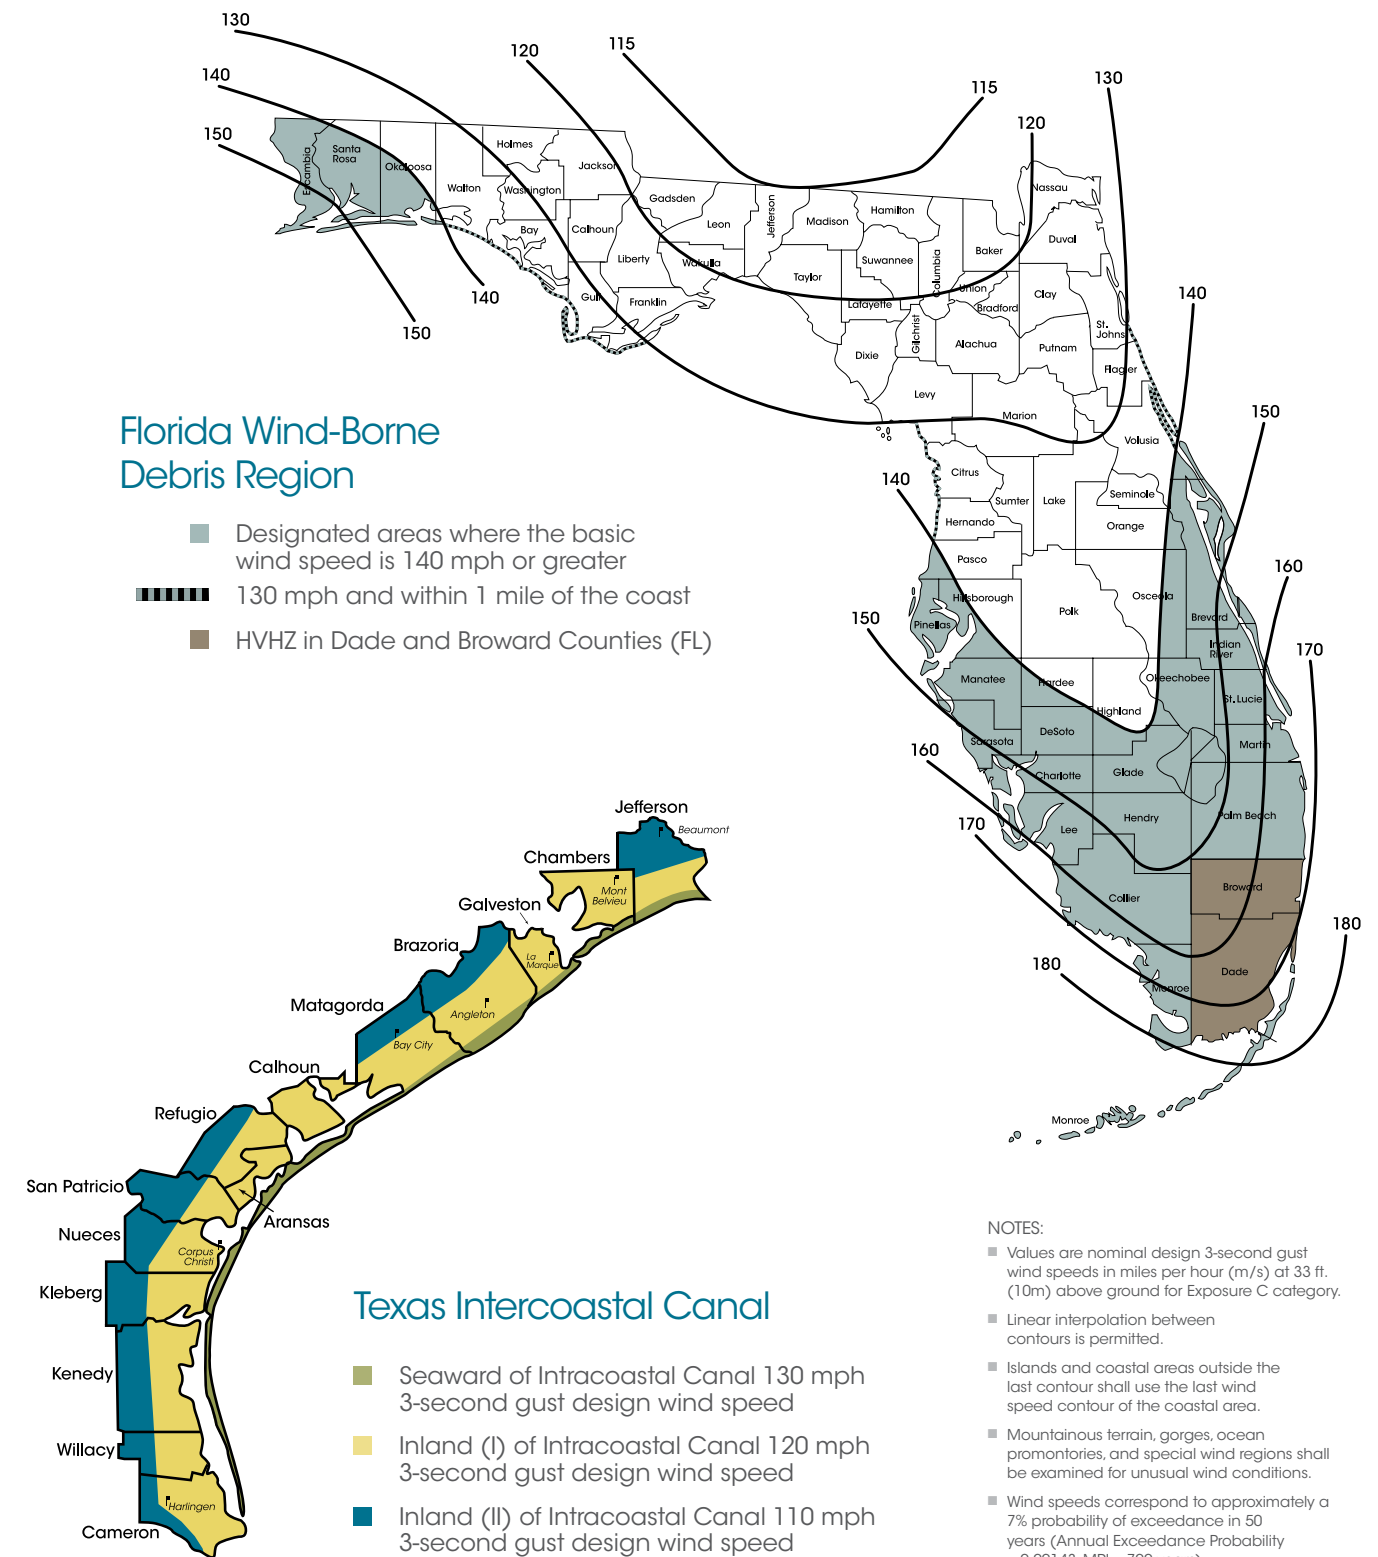 130
120
115
140
150
115
130
120
140
150
140
150
160
170
180
140
150
160
170
180
Escambia
Santa
Rosa
Okaloosa
Walton
Holmes
Washington
Jackson
Bay
Calhoun
Gulf
Liberty
Franklin
Gadsden
Leon
Wakulla
Jefferson
Madison
Taylor
Hamilton
Suwannee
Lafayette
Columbia
Baker
Nassau
Duval
Union
Bradford
Clay
St.
Johns
Gilchrist
Dixie
Alachua
Putnam
Flagler
Levy
Marion
Volusia
Citrus
Sumter
Lake
Seminole
Hernando
Orange
Pasco
Hillsborough
Polk
Osceola
Brevard
Pinellas
Indian
River
Manatee
Hardee
Okeechobee
St. Lucie
Highland
Sarasota
DeSoto
Martin
Charlotte
Glade
Lee
Hendry
Palm Beach
Collier
Broward
Dade
Monroe
Monroe
Florida Wind-Borne
Debris Region
Designated areas where the basic
wind speed is 140 mph or greater
130 mph and within 1 mile of the coast
HVHZ in Dade and Broward Counties (FL)
Jefferson
Beaumont
Chambers
Mont
Belvieu
Galveston
La
Marque
Brazoria
Angleton
Matagorda
Bay City
Calhoun
Refugio
San Patricio
Aransas
Nueces
Corpus
Christi
Kleberg
Kenedy
Willacy
Harlingen
Cameron
Texas Intercoastal Canal
Seaward of Intracoastal Canal 130 mph
3-second gust design wind speed
Inland (I) of Intracoastal Canal 120 mph
3-second gust design wind speed
Inland (II) of Intracoastal Canal 110 mph
3-second gust design wind speed
NOTES:
Values are nominal design 3-second gust
wind speeds in miles per hour (m/s) at 33 ft.
(10m) above ground for Exposure C category.
Linear interpolation between
contours is permitted.
Islands and coastal areas outside the
last contour shall use the last wind
speed contour of the coastal area.
Mountainous terrain, gorges, ocean
promontories, and special wind regions shall
be examined for unusual wind conditions.
Wind speeds correspond to approximately a
7% probability of exceedance in 50
years (Annual Exceedance Probability